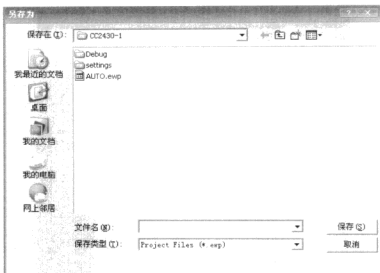 另存为
保存在(I):
CC2430-1
Debug
settings
AUTO.ewp
我最近的文档
桌面
我的文档
我的电脑
网上邻居
文件名(N):
保存(S)
保存类型(T):
Project Files (*.ewp)
取消